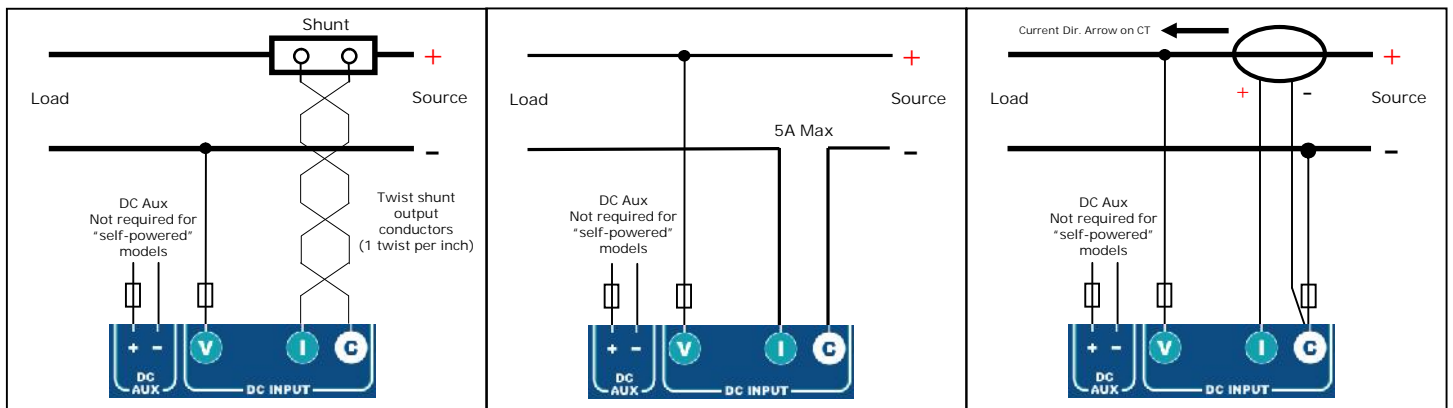 Shunt
+
Load
Source
-
DC Aux
Not required for
"self-powered"
models
Twist shunt
output
conductors
(1 twist per inch)
+ -
V
I
C
DC
AUX
DC INPUT
+
Load
Source
5A Max
-
DC Aux
Not required for
"self-powered"
models
+ -
V
I
C
DC
AUX
DC INPUT
Current Dir. Arrow on CT
+
Load
+ -
Source
-
DC Aux
Not required for
"self-powered"
models
+ -
V
I
C
DC
AUX
DC INPUT